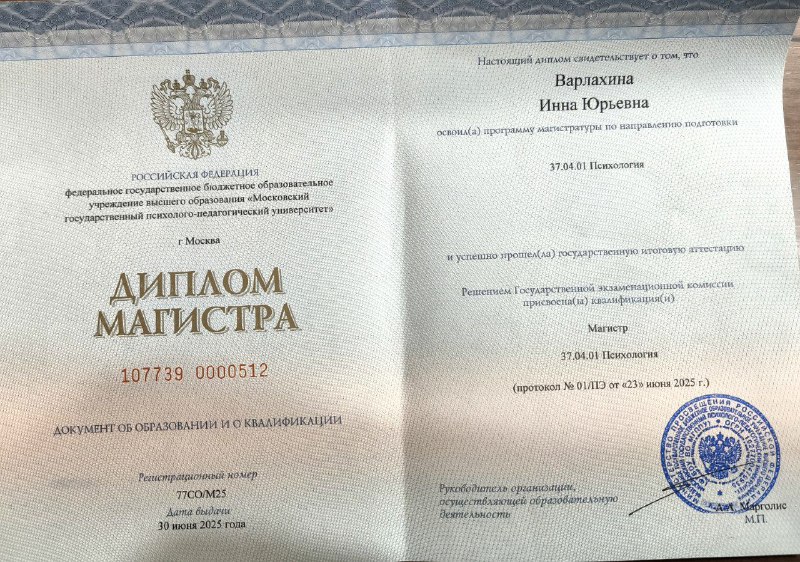 РОССИЙСКАЯ ФЕДЕРАЦИЯ
федеральное государственное бюджетное образовательное
учреждение высшего образования «Московский
государственный психолого-педагогический университет»
г Москва
ДИПЛОМ
МАГИСТРА
107739 0000512
ДОКУМЕНТ ОБ ОБРАЗОВАНИИ И О КВАЛИФИКАЦИИ
Регистрационный номер
77СО/М25
Дата выдачи
30 июня 2025 года
Настоящий диплом свидетельствует о том, что
Варлахина
Инна Юрьевна
освоил(а) программу магистратуры по направлению подготовки
37.04.01 Психология
и успешно прошел(ла) государственную итоговую аттестацию
Решением Государственной экзаменационной комиссии
присвоена(ы) квалификация(и)
Магистр
37.04.01 Психология
(протокол № 01/ПЭ от «23» июня 2025 г.)
Руководитель организации,
осуществляющей образовательную
деятельность
Марголис
М.П.